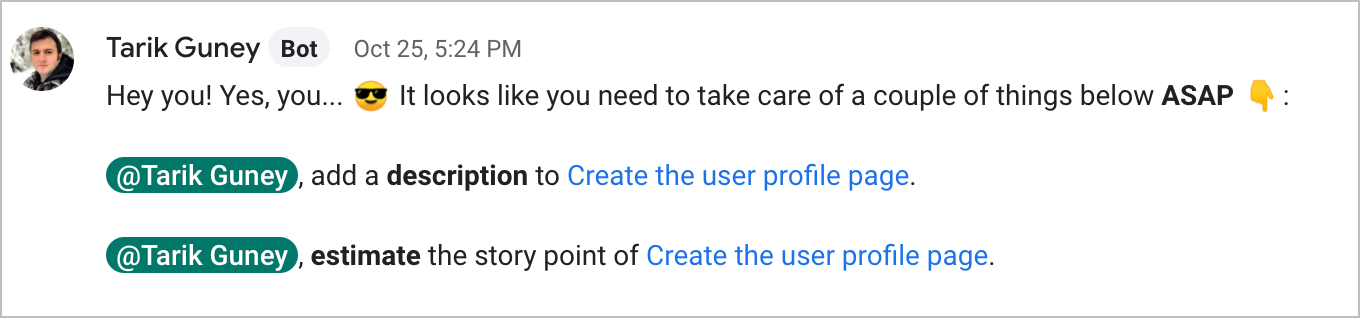 Tarik Guney Bot Oct 25, 5:24 PM
Hey you! Yes, you... 😎 It looks like you need to take care of a couple of things below ASAP 👇 :
@Tarik Guney, add a description to Create the user profile page.
@Tarik Guney, estimate the story point of Create the user profile page.